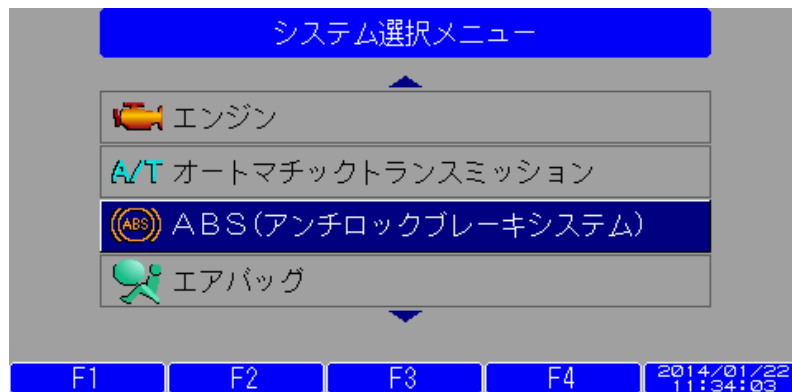 システム選択メニュー
エンジン
A/T オートマチックトランスミッション
(ABS) ABS(アンチロックブレーキシステム)
エアバッグ
F1 F2 F3 F4 2014/01/22
11:34:03